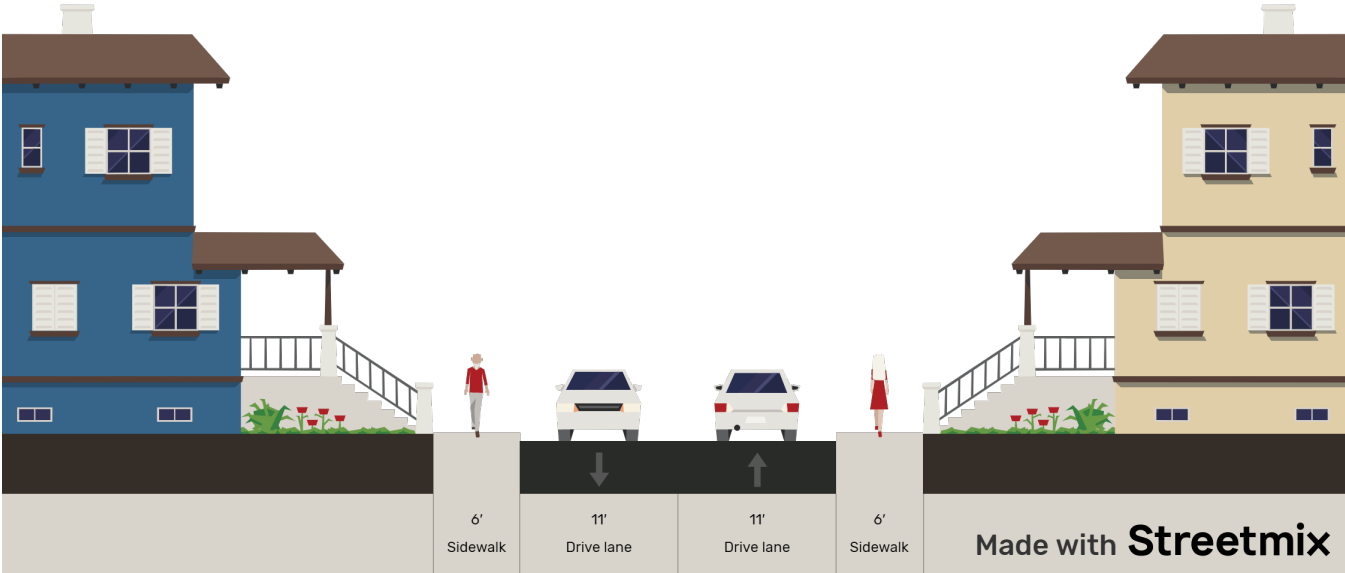 6′
Sidewalk
11′
Drive lane
11′
Drive lane
6′
Sidewalk
Made with Streetmix